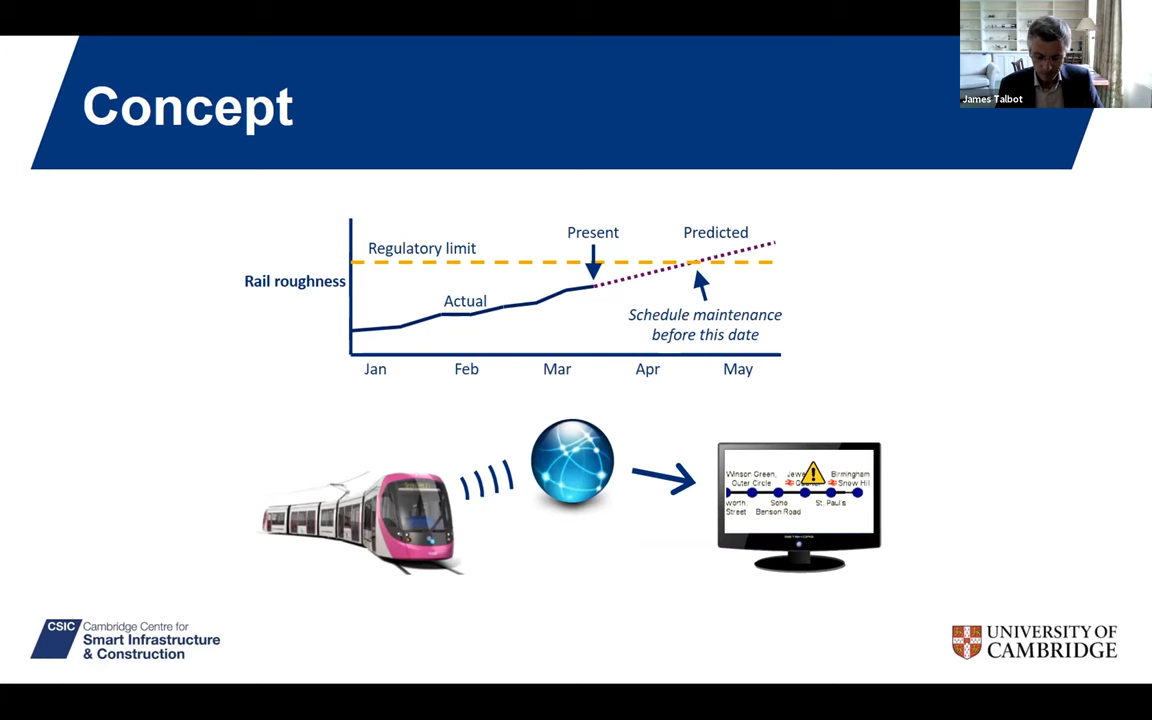 James Talbot
Concept
Present
Predicted
Regulatory limit
Rail roughness
Actual
Schedule maintenance
before this date
Jan
Feb
Mar
Apr
May
Winson Green,
Outer Circle
Birmingham
Snow Hill
worth,
Street
Soho
Benson Road
St. Paul's
CSIC
Cambridge Centre for
Smart Infrastructure
& Construction
UNIVERSITY OF
CAMBRIDGE